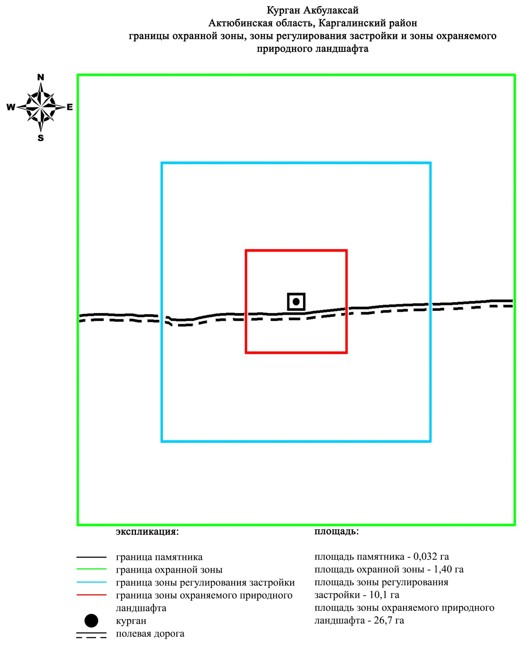 Курган Акбулаксай
Актюбинская область, Каргалинский район
границы охранной зоны, зоны регулирования застройки и зоны охраняемого
природного ландшафта
N
W E
S
экспликация:
граница памятника
граница охранной зоны
граница зоны регулирования застройки
граница зоны охраняемого природного
ландшафта
курган
полевая дорога
площадь:
площадь памятника - 0,032 га
площадь охранной зоны - 1,40 га
площадь зоны регулирования
застройки - 10,1 га
площадь зоны охраняемого природного
ландшафта - 26,7 га